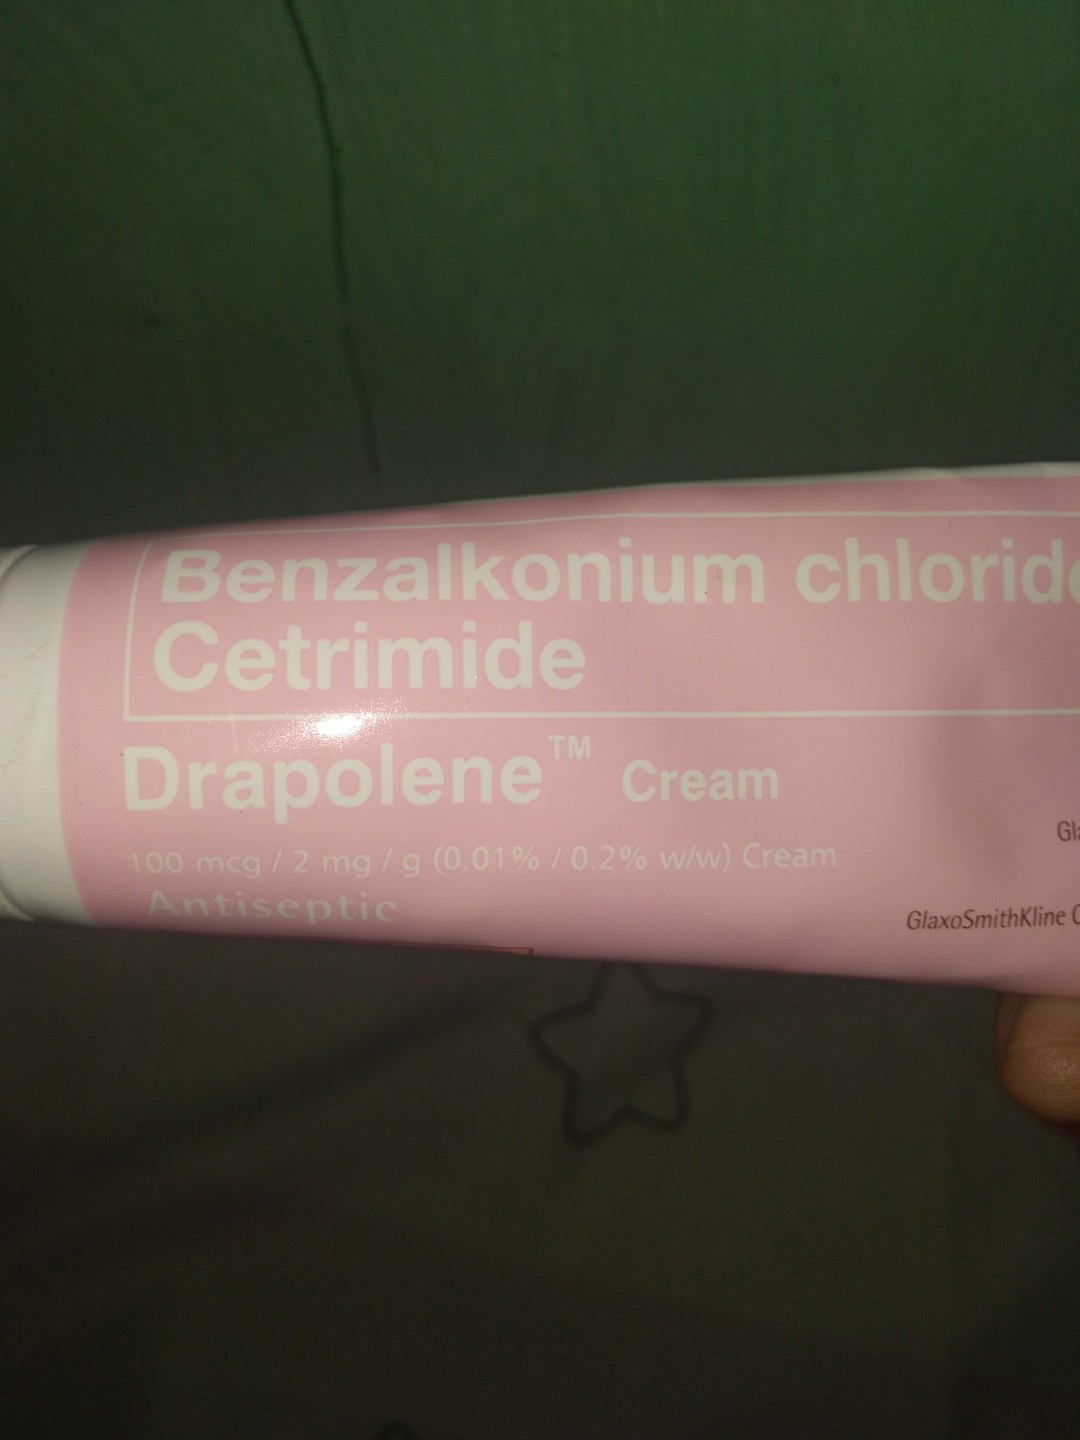 Benzalkonium chloride
Cetrimide
Drapolene™ Cream
100 mcg / 2 mg / g (0.01% / 0.2% w/w) Cream
Antiseptic
GlaxoSmithKline